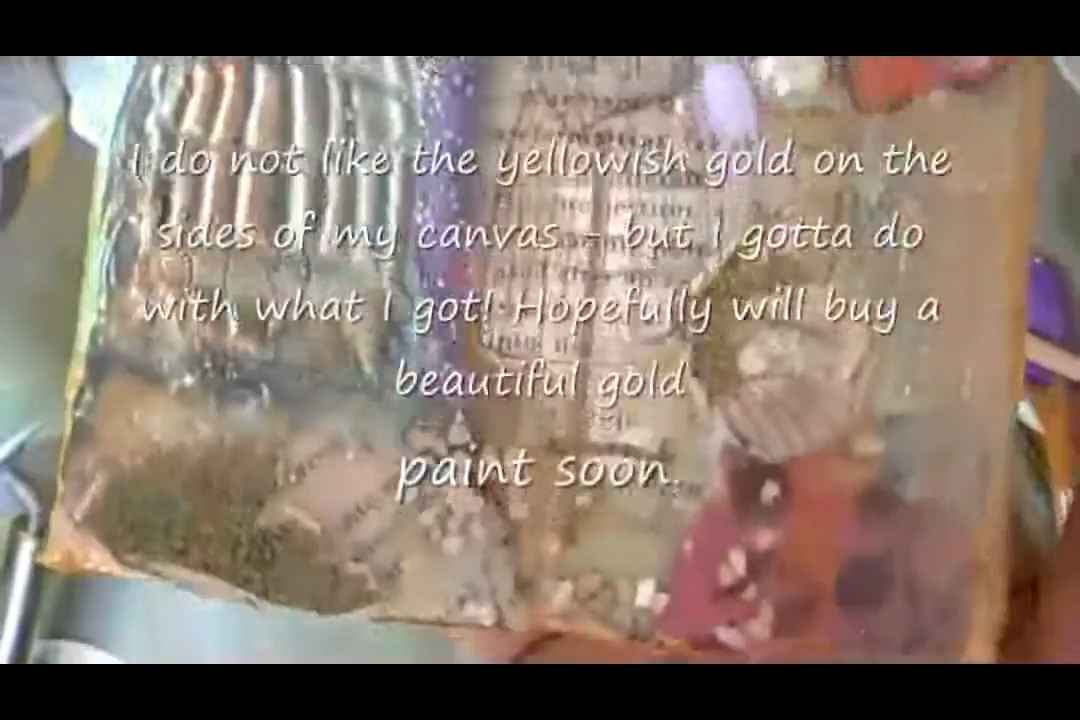 I do not like the yellowish gold on the
sides of my canvas - but I gotta do
with what I got! Hopefully will buy a
beautiful gold
paint soon.